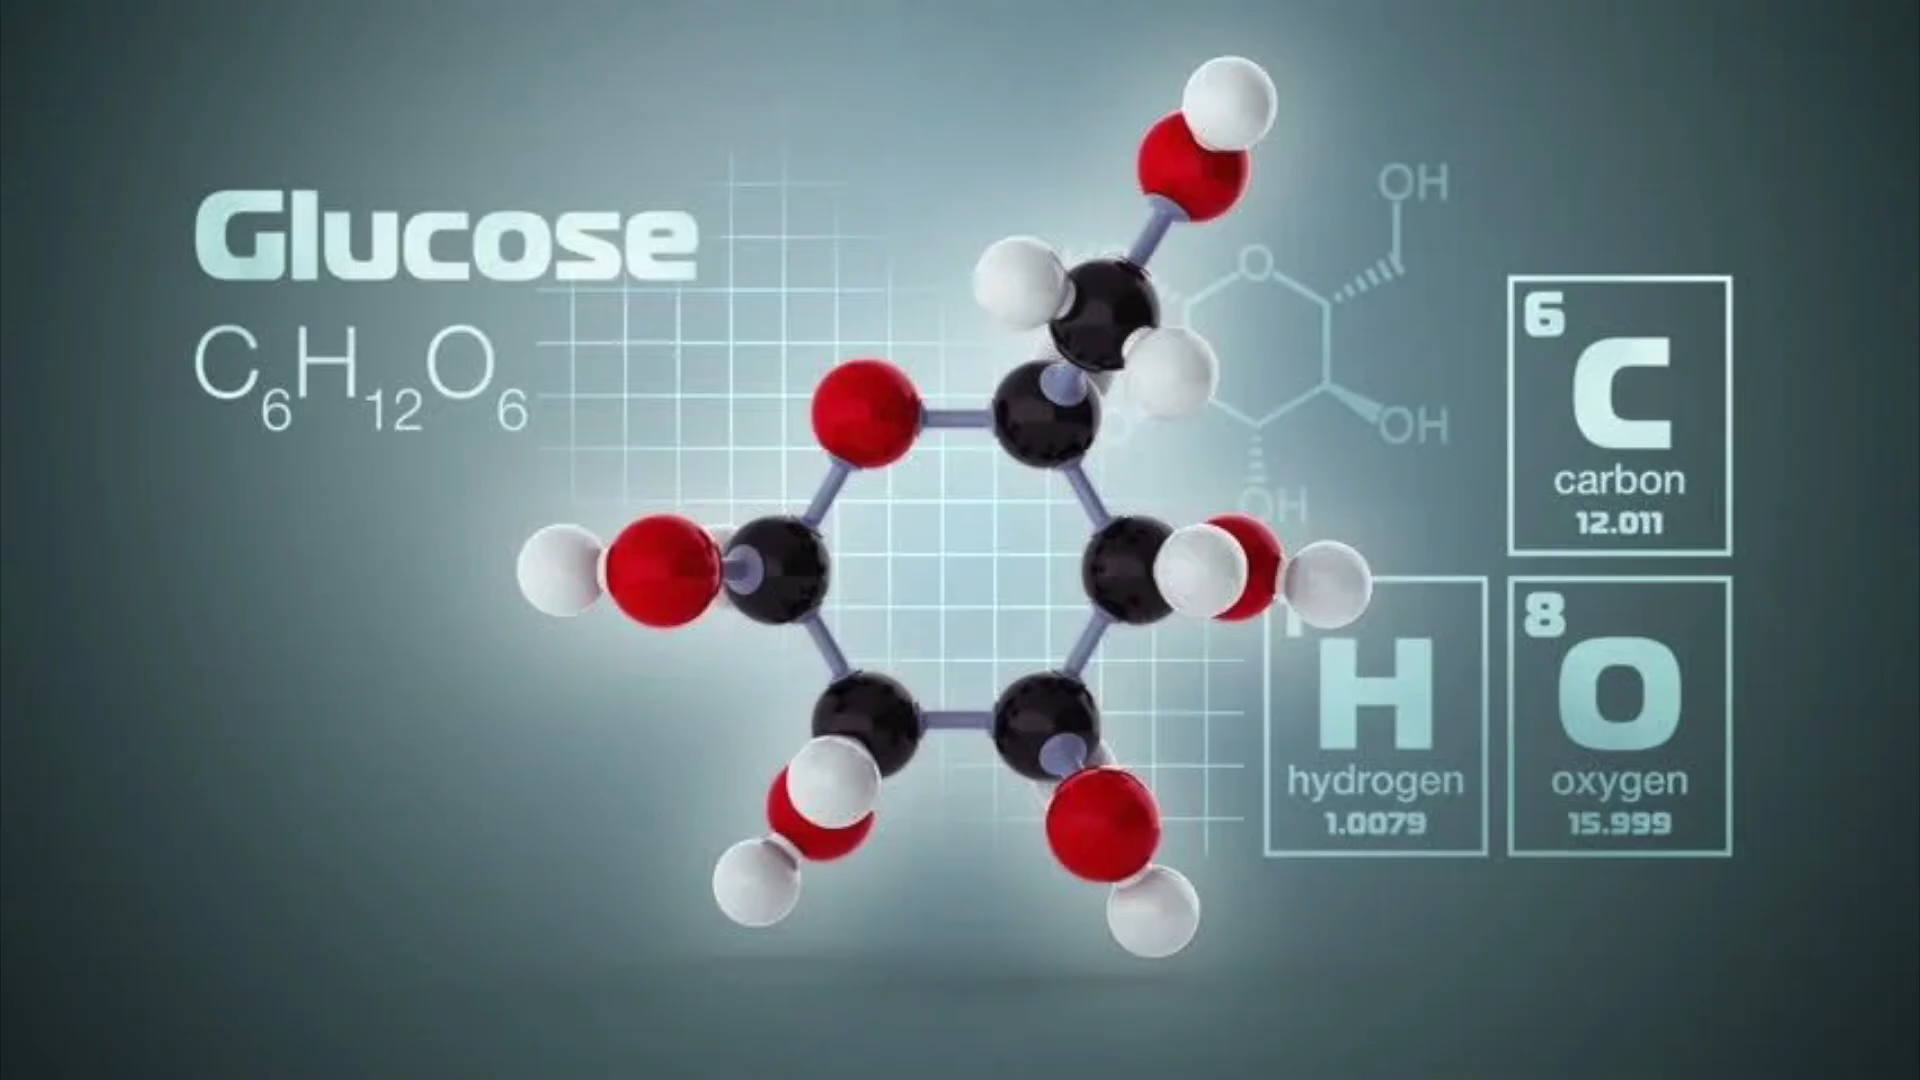 Glucose
C₆H₁₂O₆
OH
O
OH
OH
6
C
carbon
12.011
H
hydrogen
1.0079
8
O
oxygen
15.999